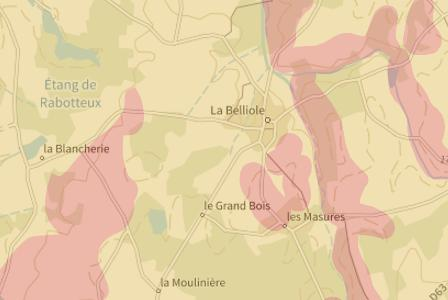 Étang de
Rabotteux
La Belliole
la Blancherie
le Grand Bois
les Masures
la Moulinière